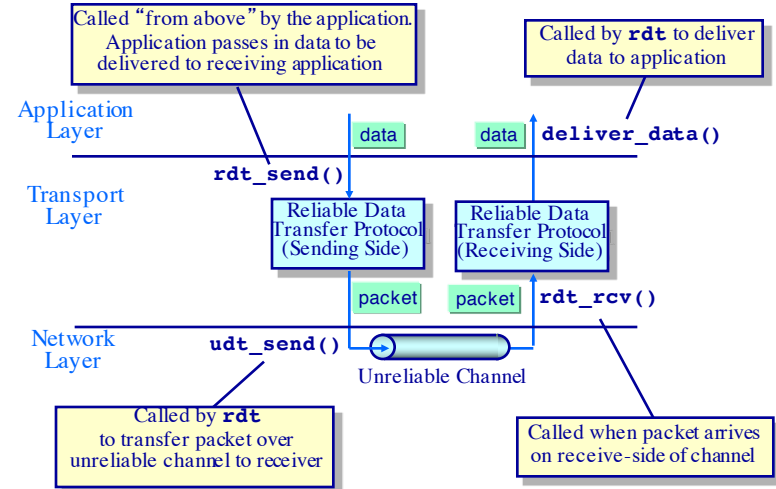 Called “from above” by the application.
Application passes in data to be
delivered to receiving application
Called by rdt to deliver
data to application
Application
Layer
data
data
deliver_data()
rdt_send()
Transport
Layer
Reliable Data
Transfer Protocol
(Sending Side)
Reliable Data
Transfer Protocol
(Receiving Side)
packet
packet
rdt_rcv()
Network
Layer
udt_send()
Unreliable Channel
Called by rdt
to transfer packet over
unreliable channel to receiver
Called when packet arrives
on receive-side of channel